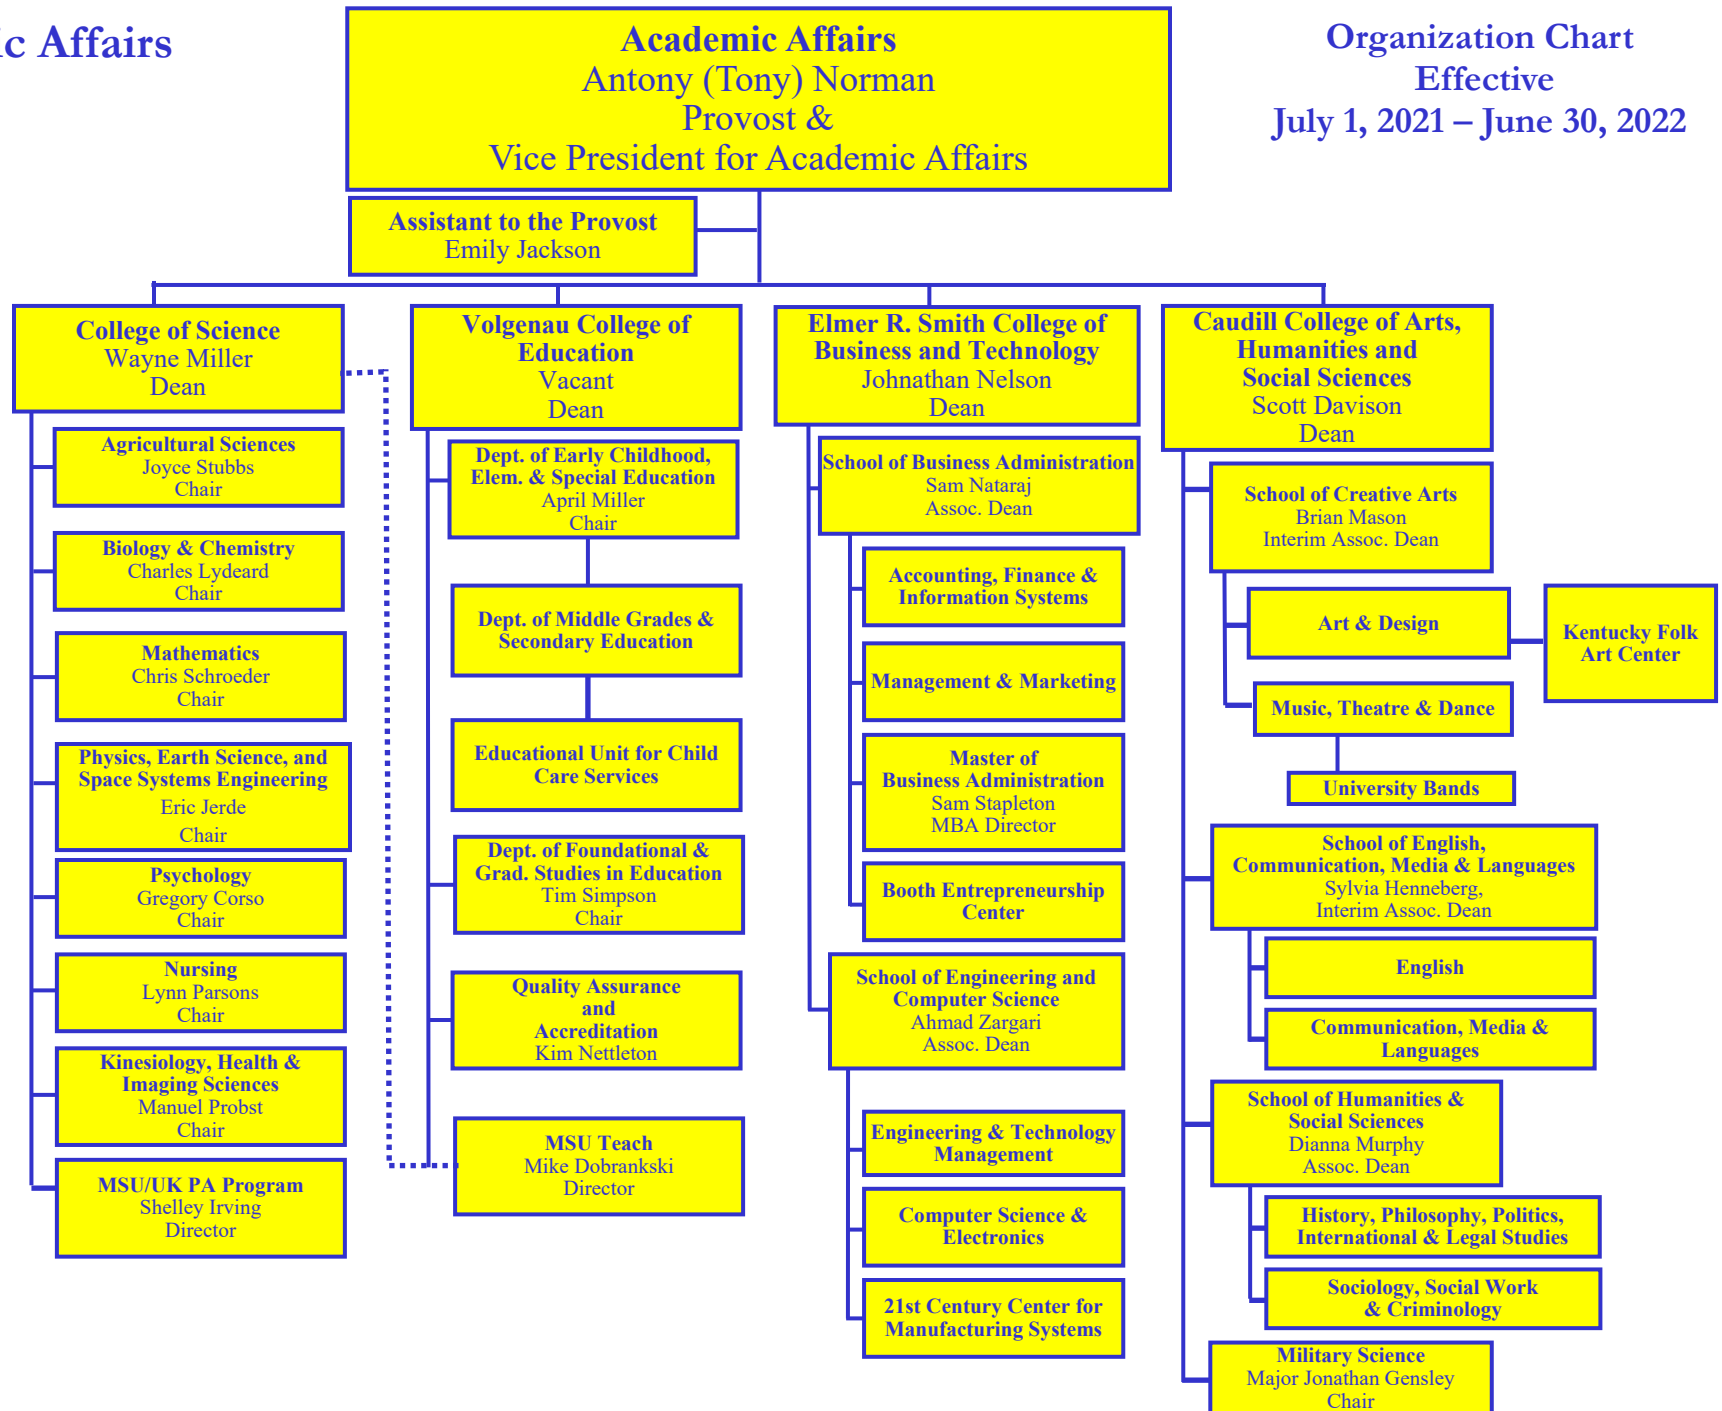 ic Affairs
Academic Affairs
Antony (Tony) Norman
Provost &
Vice President for Academic Affairs
Organization Chart
Effective
July 1, 2021 – June 30, 2022
Assistant to the Provost
Emily Jackson
College of Science
Wayne Miller
Dean
Agricultural Sciences
Joyce Stubbs
Chair
Biology & Chemistry
Charles Lydeard
Chair
Mathematics
Chris Schroeder
Chair
Physics, Earth Science, and
Space Systems Engineering
Eric Jerde
Chair
Psychology
Gregory Corso
Chair
Nursing
Lynn Parsons
Chair
Kinesiology, Health &
Imaging Sciences
Manuel Probst
Chair
MSU/UK PA Program
Shelley Irving
Director
Volgenau College of
Education
Vacant
Dean
Dept. of Early Childhood,
Elem. & Special Education
April Miller
Chair
Dept. of Middle Grades &
Secondary Education
Educational Unit for Child
Care Services
Dept. of Foundational &
Grad. Studies in Education
Tim Simpson
Chair
Quality Assurance
and
Accreditation
Kim Nettleton
MSU Teach
Mike Dobrankski
Director
Elmer R. Smith College of
Business and Technology
Johnathan Nelson
Dean
School of Business Administration
Sam Nataraj
Assoc. Dean
Accounting, Finance &
Information Systems
Management & Marketing
Master of
Business Administration
Sam Stapleton
MBA Director
Booth Entrepreneurship
Center
School of Engineering and
Computer Science
Ahmad Zargari
Assoc. Dean
Engineering & Technology
Management
Computer Science &
Electronics
21st Century Center for
Manufacturing Systems
Caudill College of Arts,
Humanities and
Social Sciences
Scott Davison
Dean
School of Creative Arts
Brian Mason
Interim Assoc. Dean
Art & Design
Kentucky Folk
Art Center
Music, Theatre & Dance
University Bands
School of English,
Communication, Media & Languages
Sylvia Henneberg,
Interim Assoc. Dean
English
Communication, Media &
Languages
School of Humanities &
Social Sciences
Dianna Murphy
Assoc. Dean
History, Philosophy, Politics,
International & Legal Studies
Sociology, Social Work
& Criminology
Military Science
Major Jonathan Gensley
Chair